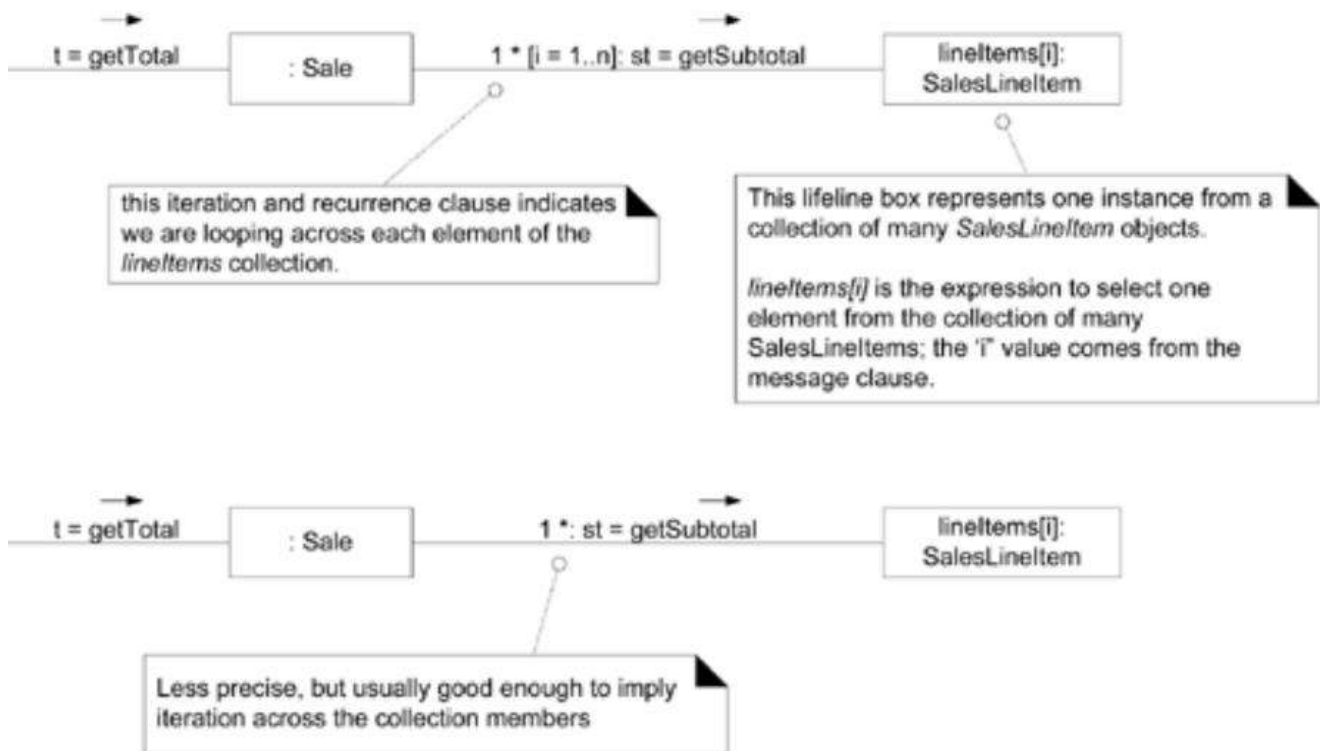 t = getTotal
: Sale
1 * [i = 1..n]: st = getSubtotal
lineItems[i]:
SalesLineItem
this iteration and recurrence clause indicates
we are looping across each element of the
lineItems collection.
This lifeline box represents one instance from a
collection of many SalesLineItem objects.
lineItems[i] is the expression to select one
element from the collection of many
SalesLineItems; the 'i" value comes from the
message clause.
t = getTotal
: Sale
1 *: st = getSubtotal
lineItems[i]:
SalesLineItem
Less precise, but usually good enough to imply
iteration across the collection members